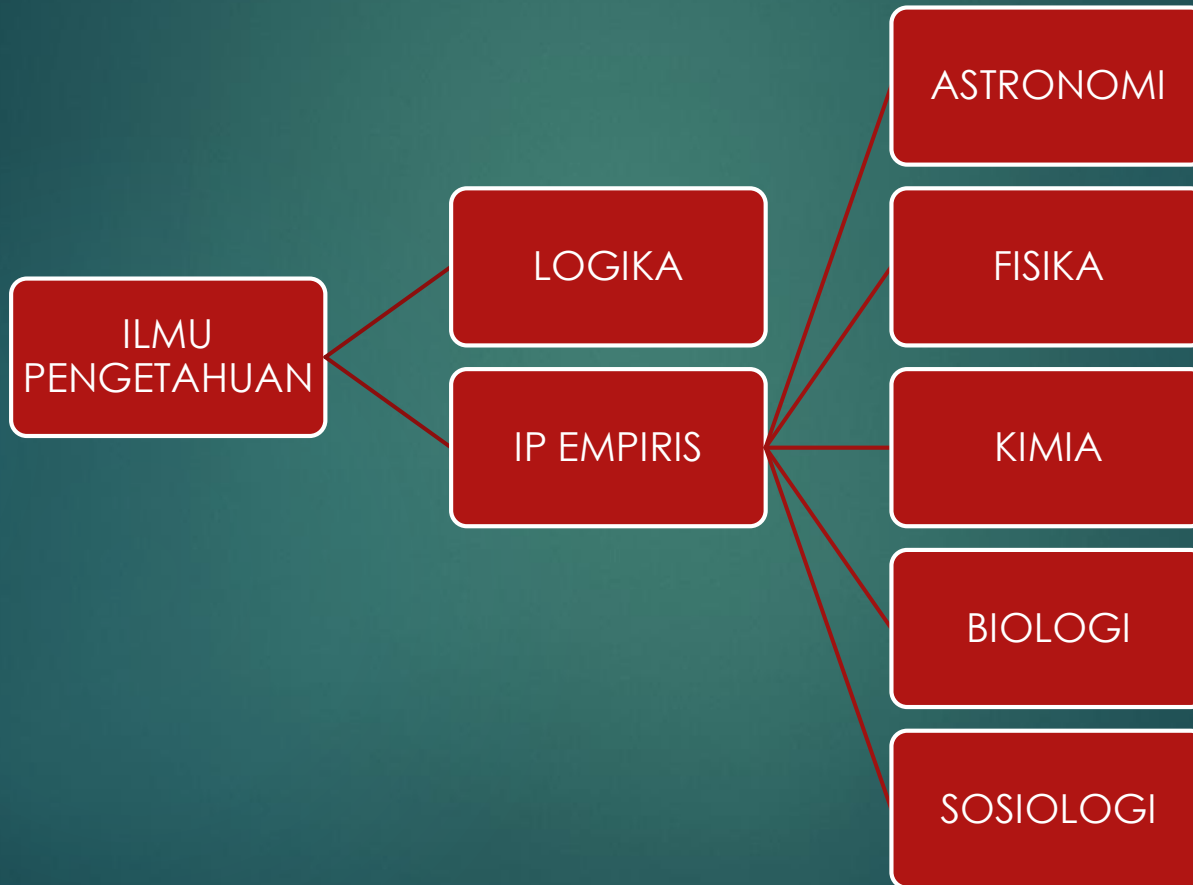 ILMU
PENGETAHUAN
LOGIKA
IP EMPIRIS
ASTRONOMI
FISIKA
KIMIA
BIOLOGI
SOSIOLOGI